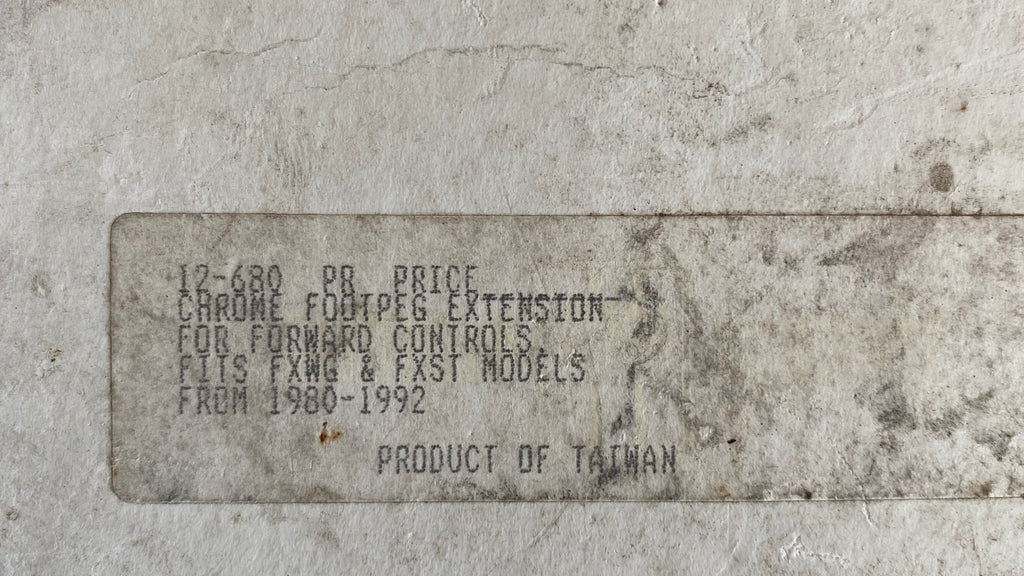 12-680 PR PRICE
CHROME FOOTPEG EXTENSION
FOR FORWARD CONTROLS,
FITS FXWG & FXST MODELS
FROM 1980-1992
PRODUCT OF TAIWAN